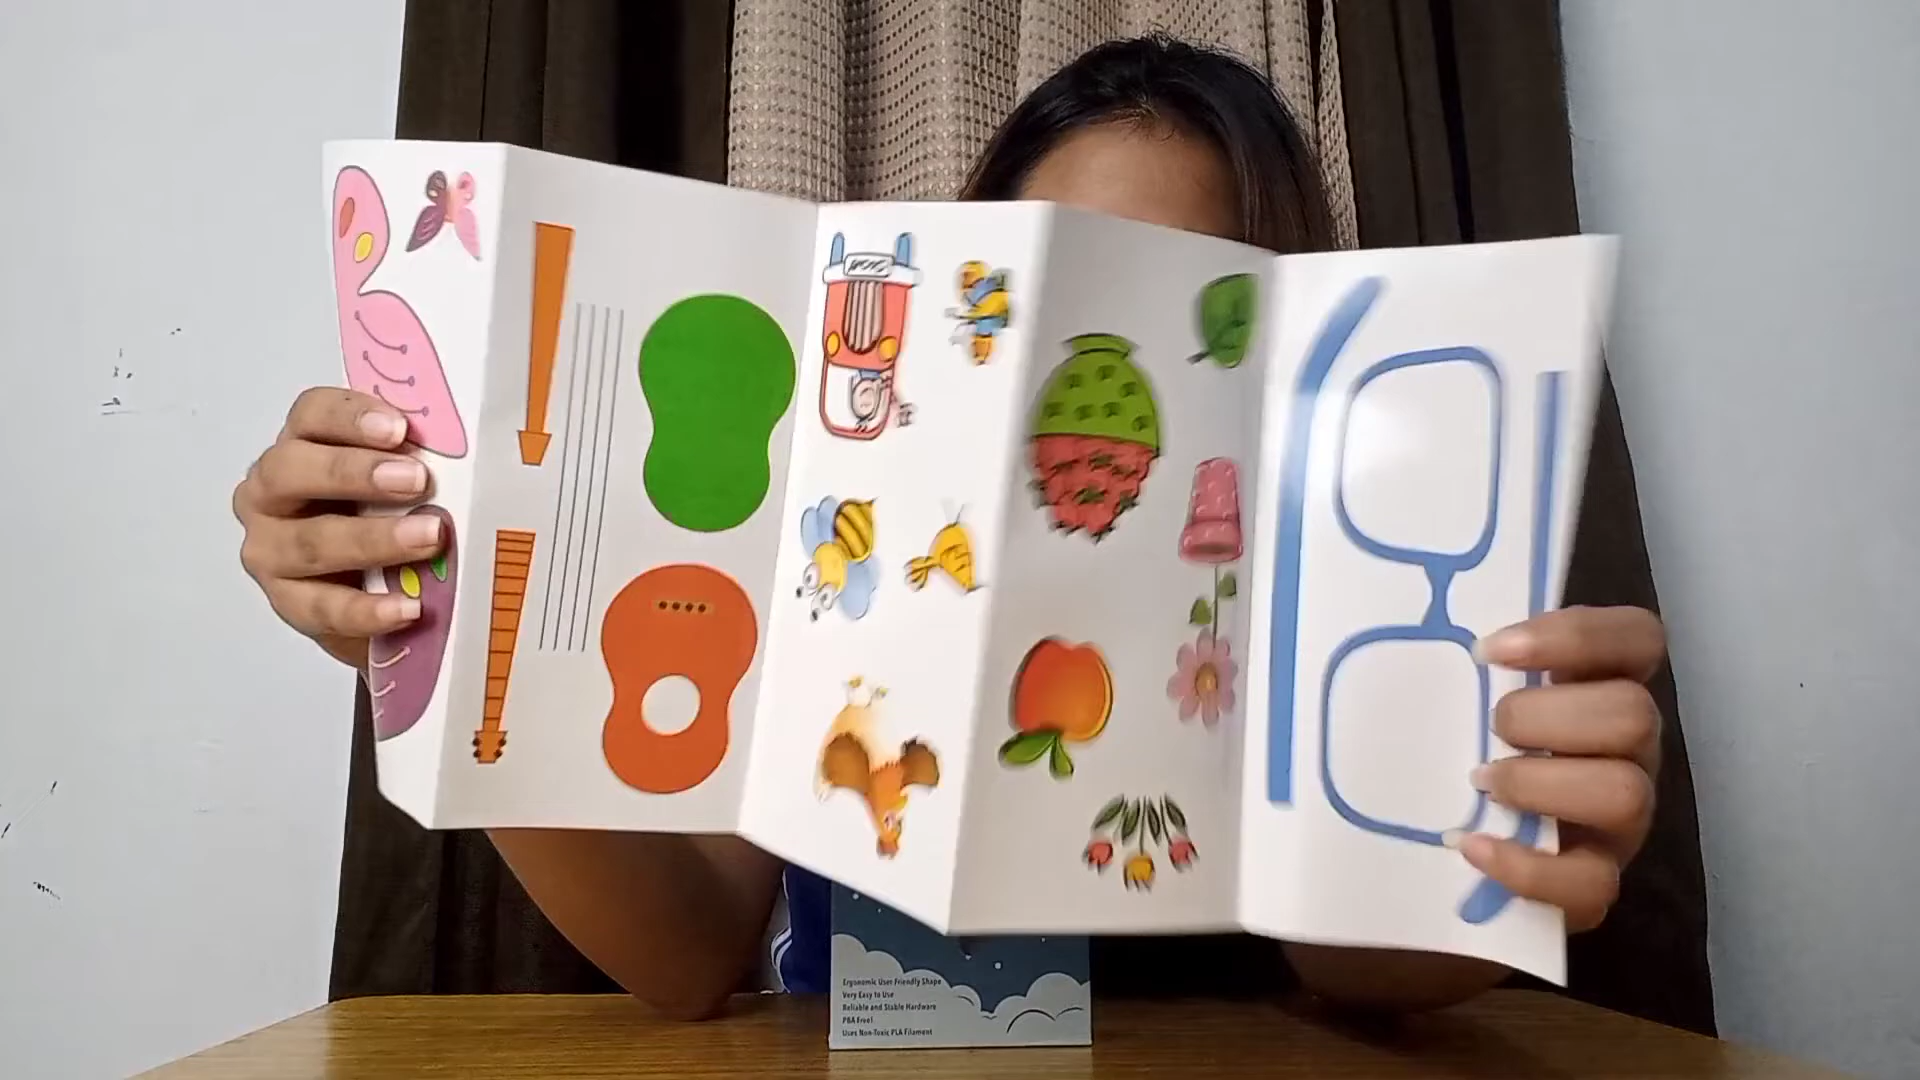 Ergonomic User Friendly Shape
Very Easy to Use
Reliable and Stable Hardware
PBA Free!
Uses Non-Toxic PLA Filament